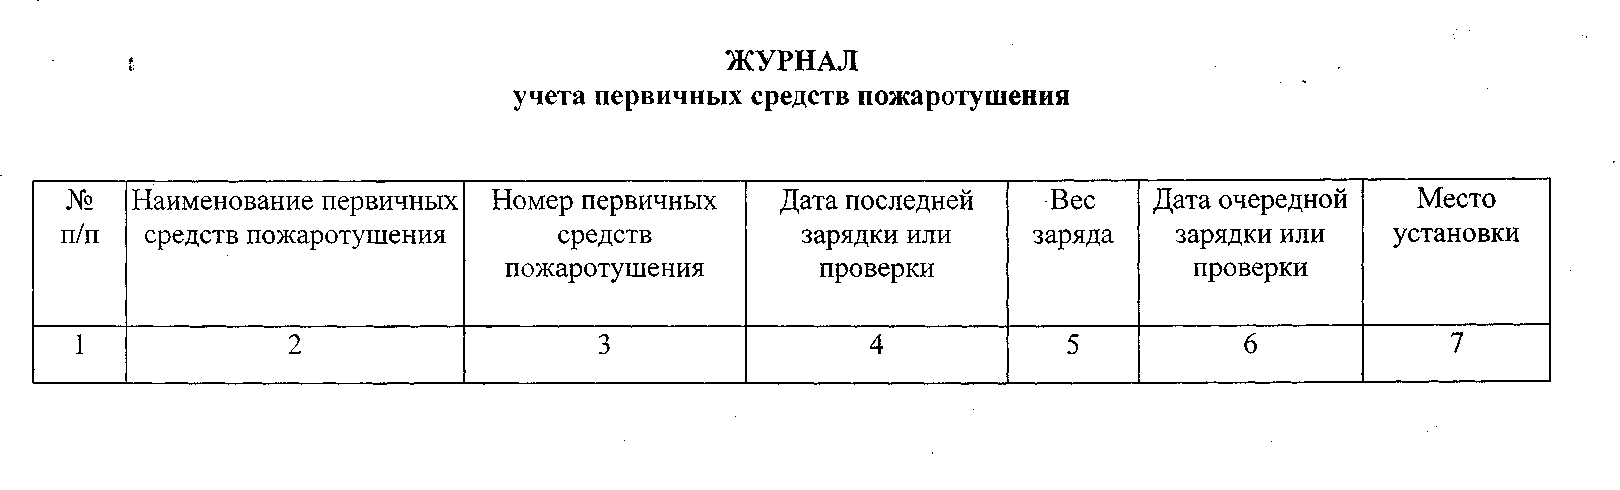 ЖУРНАЛ
учета первичных средств пожаротушения
№
п/п
Наименование первичных
средств пожаротушения
Номер первичных
средств
пожаротушения
Дата последней
зарядки или
проверки
Вес
заряда
Дата очередной
зарядки или
проверки
Место
установки
1 2 3 4 5 6 7